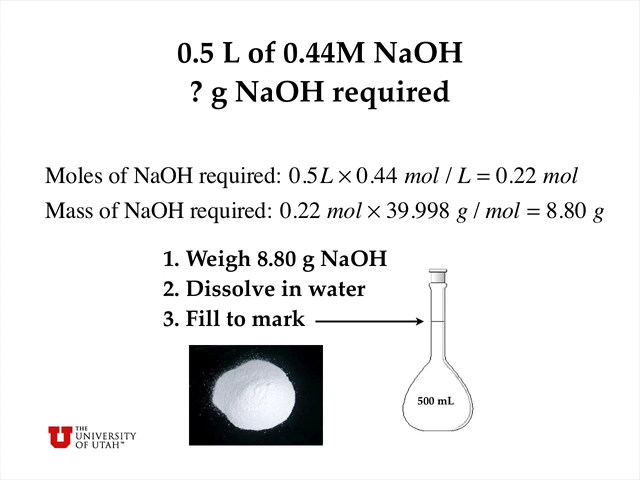 0.5 L of 0.44M NaOH
? g NaOH required
Moles of NaOH required: 0.5 L × 0.44 mol / L = 0.22 mol
Mass of NaOH required: 0.22 mol × 39.998 g / mol = 8.80 g
1. Weigh 8.80 g NaOH
2. Dissolve in water
3. Fill to mark
500 mL
U
THE
UNIVERSITY
OF UTAH™